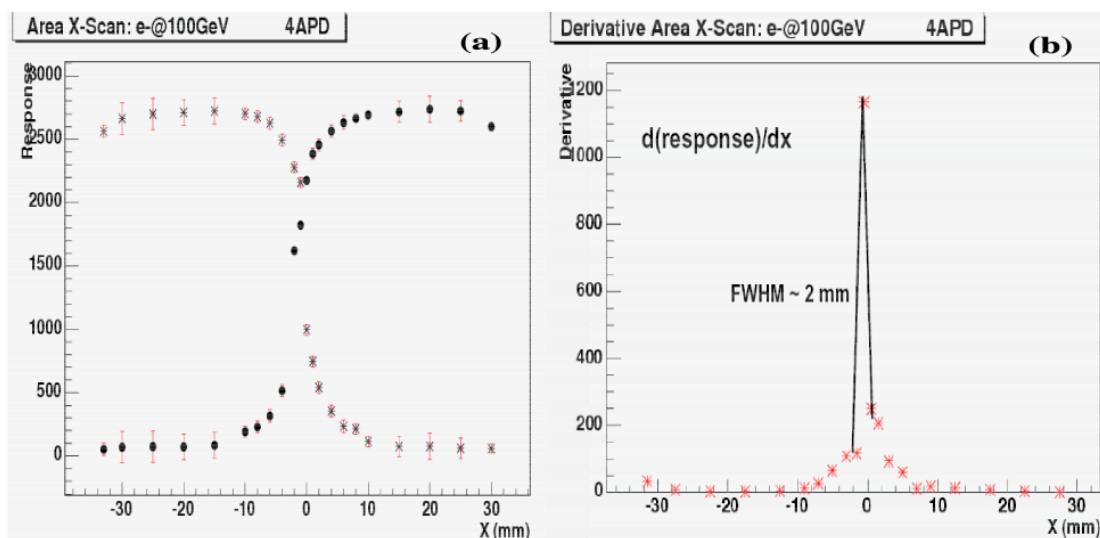 Area X-Scan: e-@100GeV 4APD
(a)
Response
3000
2500
2000
1500
1000
500
0
-30 -20 -10 0 10 20 30
X (mm)
Derivative Area X-Scan: e-@100GeV 4APD
(b)
Derivative
d(response)/dx
FWHM ~ 2 mm
1200
1000
800
600
400
200
0
-30 -20 -10 0 10 20 30
X (mm)